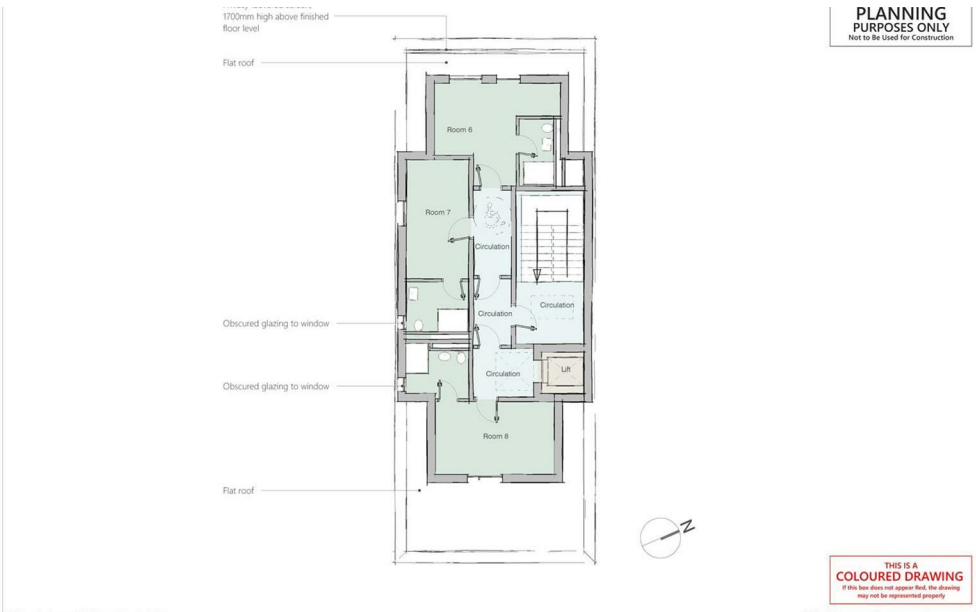 1700mm high above finished
floor level
PLANNING
PURPOSES ONLY
Not to Be Used for Construction
Flat roof
Room 6
Room 7
Circulation
Circulation
Circulation
Obscured glazing to window
Circulation
Lift
Obscured glazing to window
Room 8
Flat roof
N
THIS IS A
COLOURED DRAWING
If this box does not appear Red, the drawing
may not be represented properly